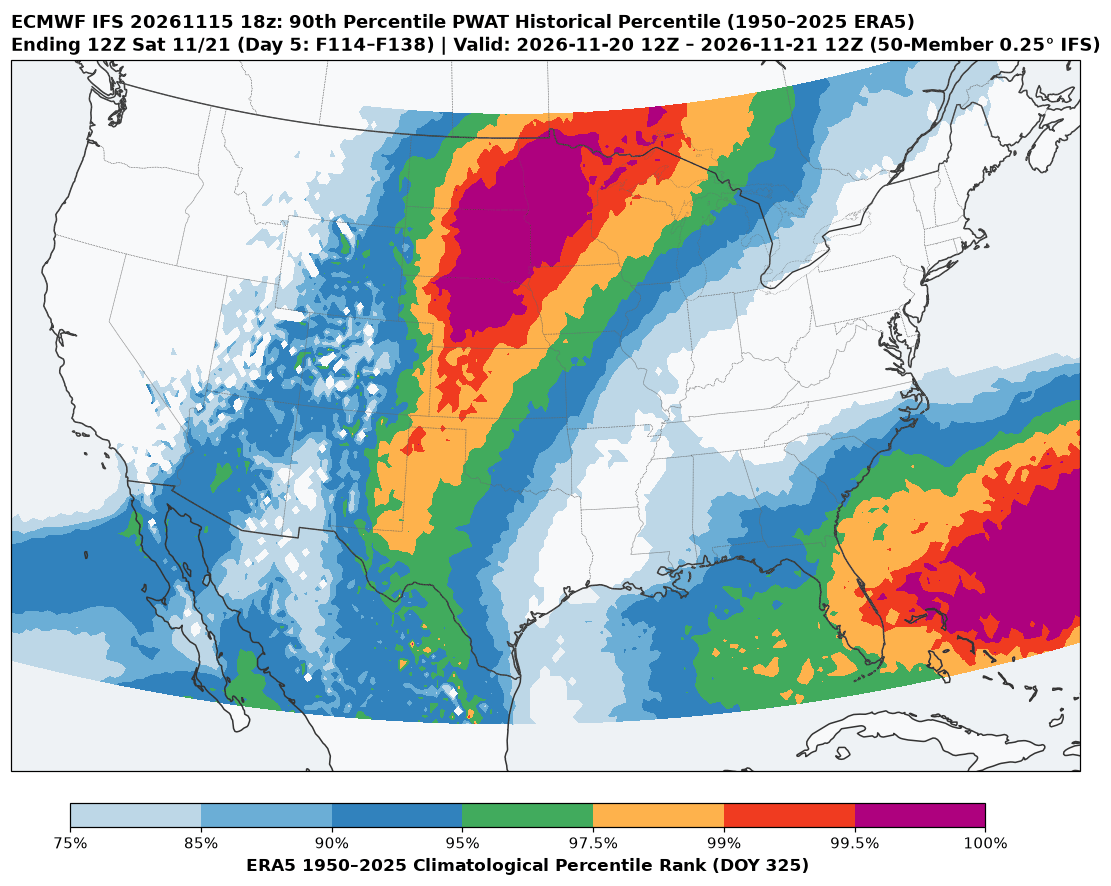 ECMWF IFS 20261115 18z: 90th Percentile PWAT Historical Percentile (1950–2025 ERA5)
Ending 12Z Sat 11/21 (Day 5: F114–F138) | Valid: 2026-11-20 12Z – 2026-11-21 12Z (50-Member 0.25° IFS)
75% 85% 90% 95% 97.5% 99% 99.5% 100%
ERA5 1950–2025 Climatological Percentile Rank (DOY 325)